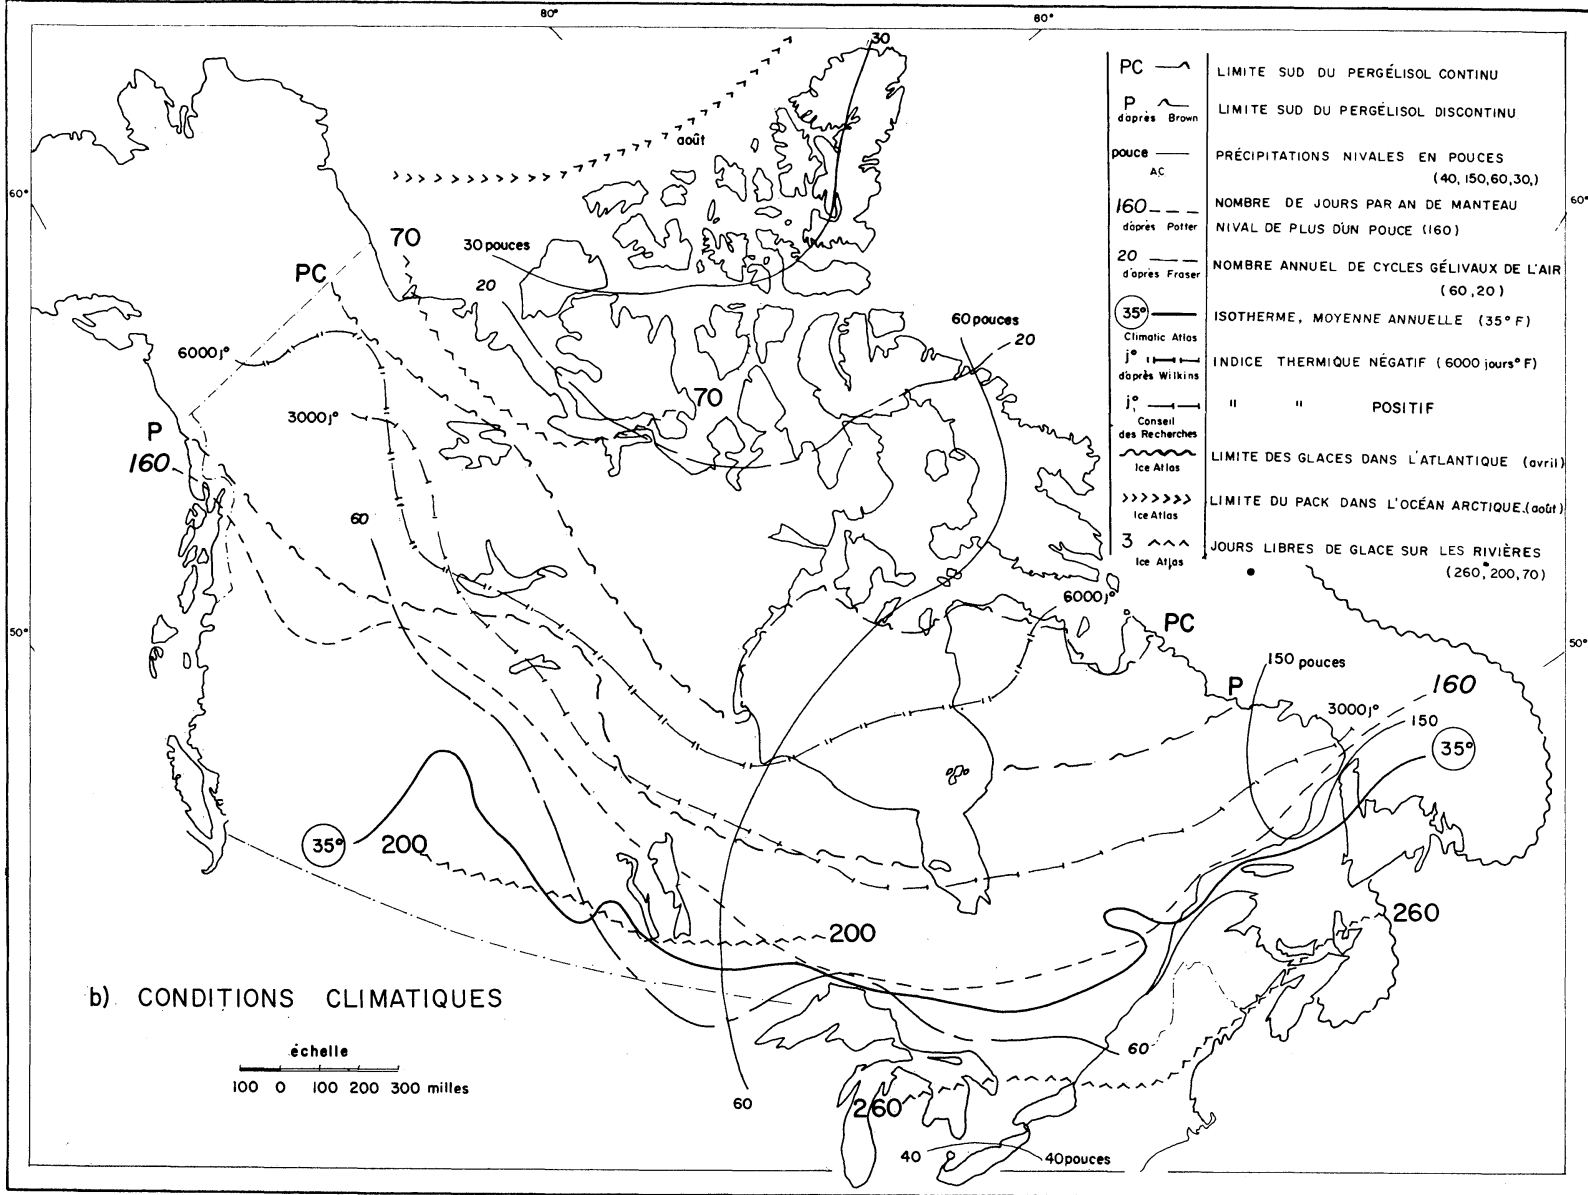 80°
60°
30
PC LIMITE SUD DU PERGÉLISOL CONTINU
P LIMITE SUD DU PERGÉLISOL DISCONTINU
d'après Brown
pouce PRÉCIPITATIONS NIVALES EN POUCES
AC (40, 150, 60, 30,)
160 NOMBRE DE JOURS PAR AN DE MANTEAU
d'après Potter NIVAL DE PLUS D'UN POUCE (160)
20 NOMBRE ANNUEL DE CYCLES GÉLIVAUX DE L'AIR
d'après Fraser (60, 20)
35° ISOTHERME, MOYENNE ANNUELLE (35° F)
Climatic Atlas
j° INDICE THERMIQUE NÉGATIF (6000 jours° F)
d'après Wilkins
j° " " POSITIF
Conseil
des Recherches
LIMITE DES GLACES DANS L'ATLANTIQUE (avril)
Ice Atlas
LIMITE DU PACK DANS L'OCÉAN ARCTIQUE. (août)
Ice Atlas
3 JOURS LIBRES DE GLACE SUR LES RIVIÈRES
Ice Atlas (260, 200, 70)
août
60°
60°
70
30 pouces
PC
20
60 pouces
20
6000 j°
70
3000 j°
P
160
60
6000 j°
PC
50°
50°
150 pouces
P
160
3000 j°
150
35°
35°
200
200
260
b) CONDITIONS CLIMATIQUES
60
échelle
100 0 100 200 300 milles
60
260
40
40 pouces